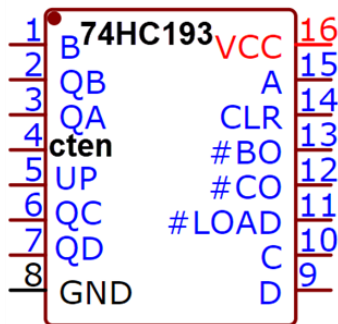 74HC193
1 B VCC 16
2 QB A 15
3 QA CLR 14
4 cten #BO 13
5 UP #CO 12
6 QC #LOAD 11
7 QD C 10
8 GND D 9